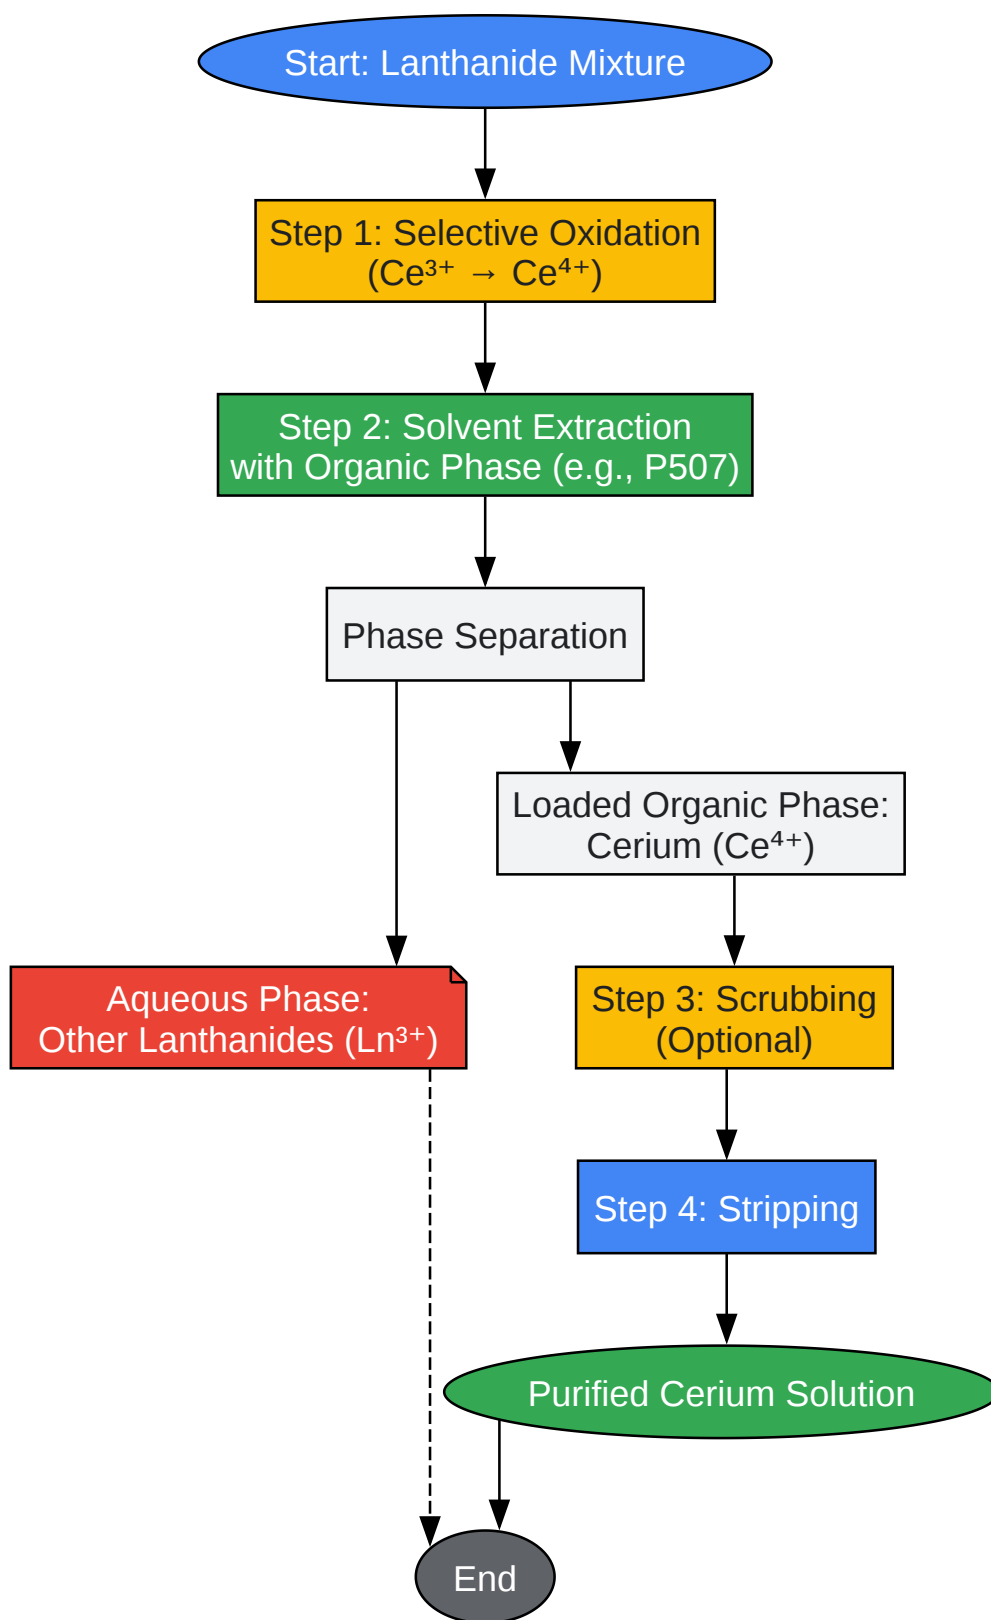 Start: Lanthanide Mixture
Step 1: Selective Oxidation
(Ce³⁺ → Ce⁴⁺)
Step 2: Solvent Extraction
with Organic Phase (e.g., P507)
Phase Separation
Loaded Organic Phase:
Cerium (Ce⁴⁺)
Aqueous Phase:
Other Lanthanides (Ln³⁺)
Step 3: Scrubbing
(Optional)
Step 4: Stripping
Purified Cerium Solution
End